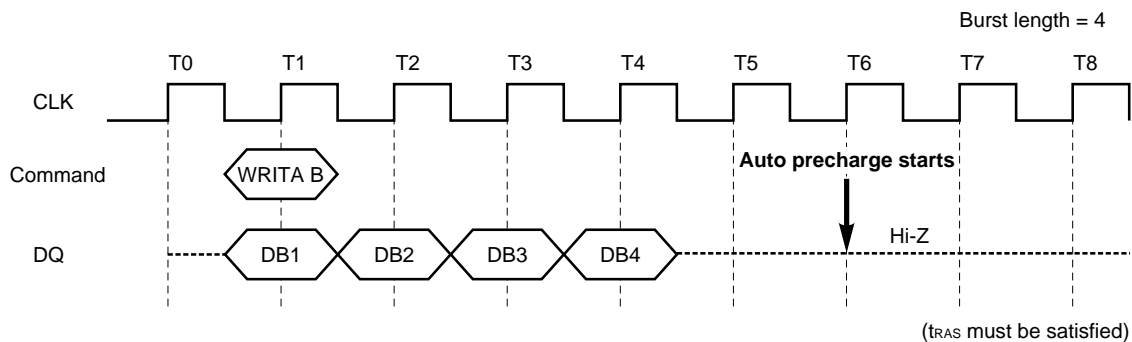 Burst length = 4
T0 T1 T2 T3 T4 T5 T6 T7 T8
CLK
Auto precharge starts
Command WRITA B
Hi-Z
DQ DB1 DB2 DB3 DB4
(tRAS must be satisfied)